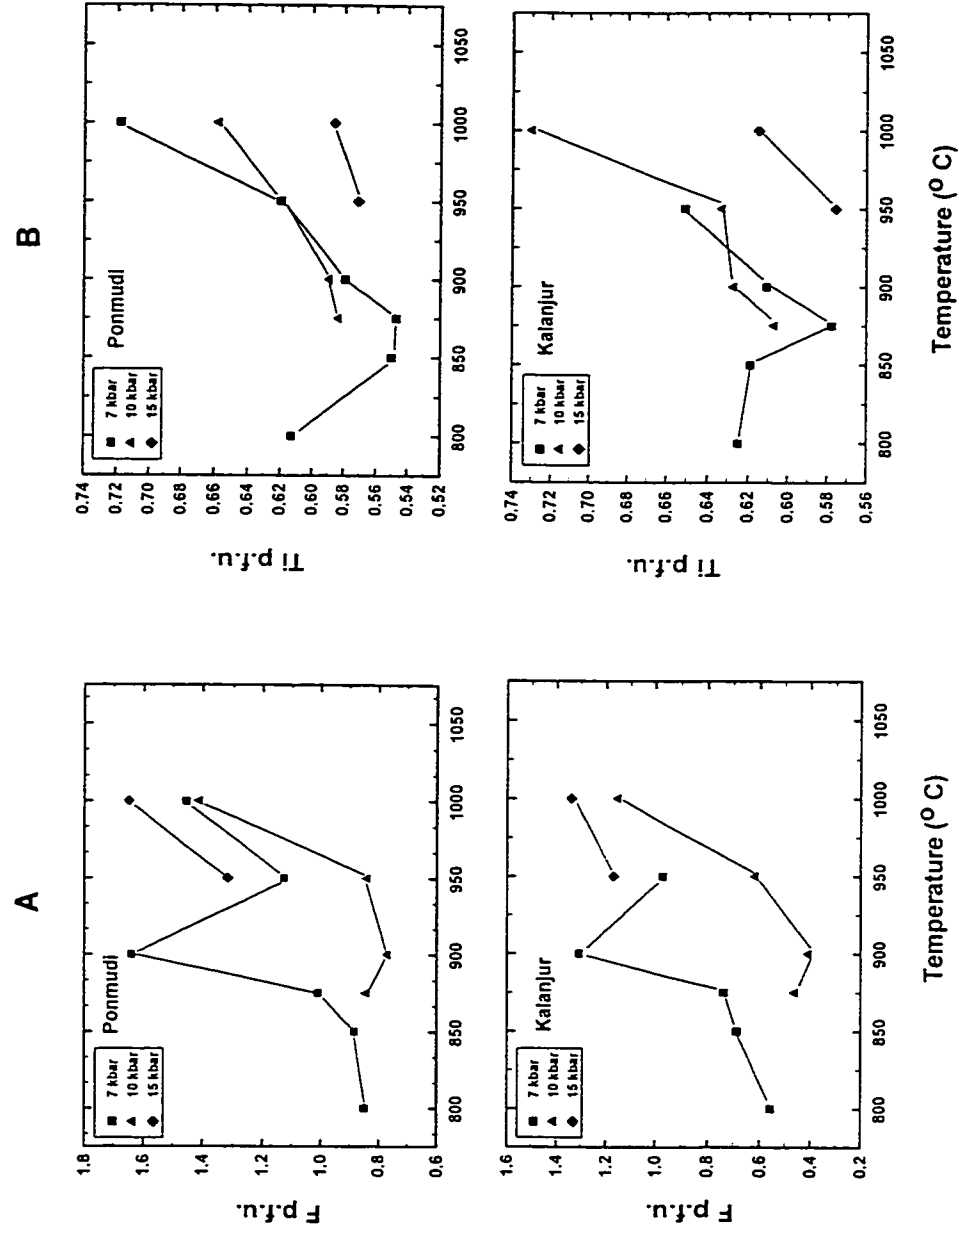 A
Ponmudi
7 kbar
10 kbar
15 kbar
F p.f.u.
1.8
1.6
1.4
1.2
1.0
0.8
0.6
800
850
900
950
1000
1050
Kalanjur
7 kbar
10 kbar
15 kbar
F p.f.u.
1.6
1.4
1.2
1.0
0.8
0.6
0.4
0.2
800
850
900
950
1000
1050
Temperature (° C)
B
Ponmudi
7 kbar
10 kbar
15 kbar
Ti p.f.u.
0.74
0.72
0.70
0.68
0.66
0.64
0.62
0.60
0.58
0.56
0.54
0.52
800
850
900
950
1000
1050
Kalanjur
7 kbar
10 kbar
15 kbar
Ti p.f.u.
0.74
0.72
0.70
0.68
0.66
0.64
0.62
0.60
0.58
0.56
800
850
900
950
1000
1050
Temperature (° C)